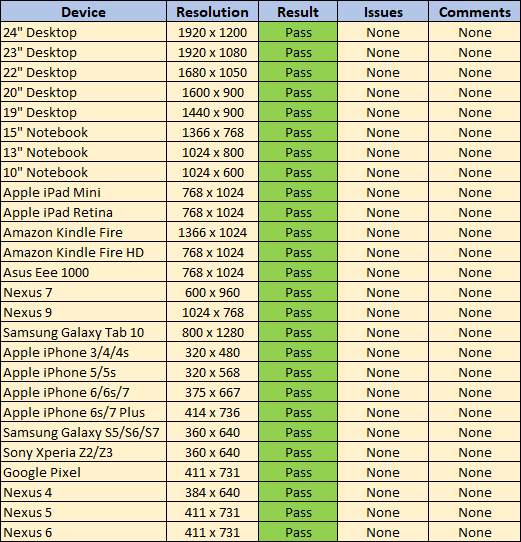 Device Resolution Result Issues Comments
24" Desktop 1920 x 1200 Pass None None
23" Desktop 1920 x 1080 Pass None None
22" Desktop 1680 x 1050 Pass None None
20" Desktop 1600 x 900 Pass None None
19" Desktop 1440 x 900 Pass None None
15" Notebook 1366 x 768 Pass None None
13" Notebook 1024 x 800 Pass None None
10" Notebook 1024 x 600 Pass None None
Apple iPad Mini 768 x 1024 Pass None None
Apple iPad Retina 768 x 1024 Pass None None
Amazon Kindle Fire 1366 x 1024 Pass None None
Amazon Kindle Fire HD 768 x 1024 Pass None None
Asus Eee 1000 768 x 1024 Pass None None
Nexus 7 600 x 960 Pass None None
Nexus 9 1024 x 768 Pass None None
Samsung Galaxy Tab 10 800 x 1280 Pass None None
Apple iPhone 3/4/4s 320 x 480 Pass None None
Apple iPhone 5/5s 320 x 568 Pass None None
Apple iPhone 6/6s/7 375 x 667 Pass None None
Apple iPhone 6s/7 Plus 414 x 736 Pass None None
Samsung Galaxy S5/S6/S7 360 x 640 Pass None None
Sony Xperia Z2/Z3 360 x 640 Pass None None
Google Pixel 411 x 731 Pass None None
Nexus 4 384 x 640 Pass None None
Nexus 5 411 x 731 Pass None None
Nexus 6 411 x 731 Pass None None